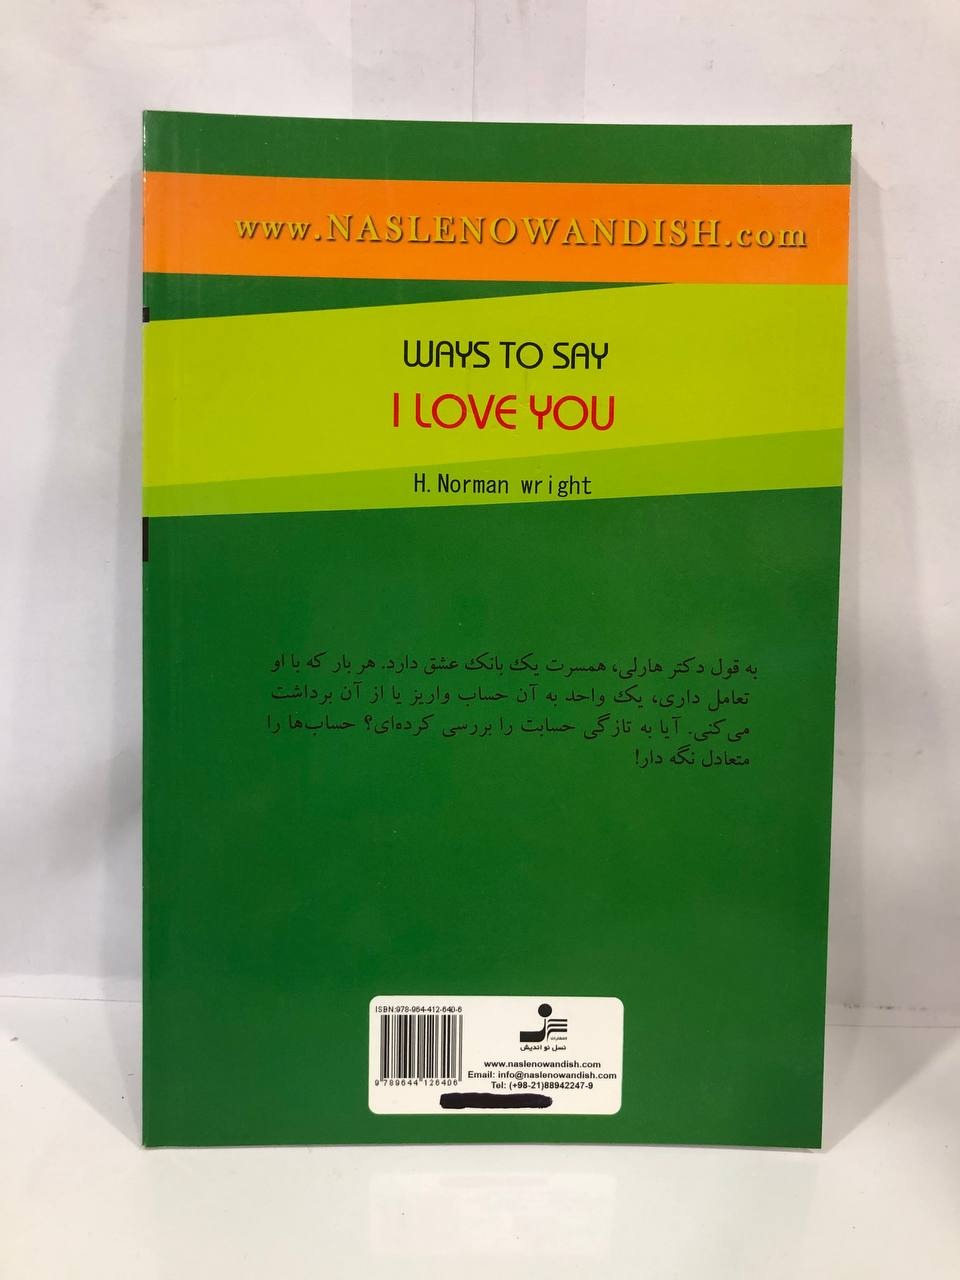 www.NASLENOWANDISH.com
WAYS TO SAY
I LOVE YOU
H. Norman wright
به قول دکتر هارلی، همسرت یک بانک عشق دارد. هر بار که با او
تعامل داری، یک واحد به آن حساب واریز یا از آن برداشت
می‌کنی. آیا به تازگی حسابت را بررسی کرده‌ای؟ حساب‌ها را
متعادل نگه دار!
ISBN:978-964-412-640-6
9 789644 126406
انتشارات
نسل نو اندیش
www.naslenowandish.com
Email: info@naslenowandish.com
Tel: (+98-21)88942247-9